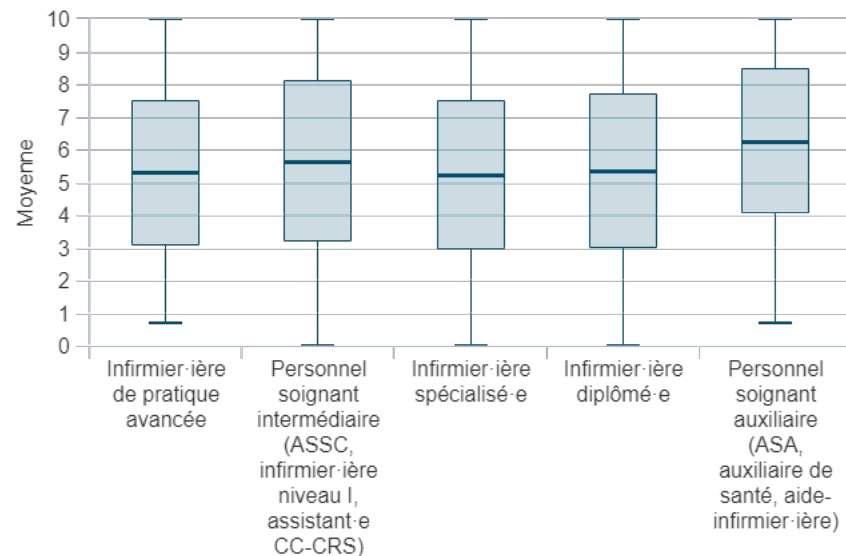 10
9
8
7
6
5
4
3
2
1
0
Moyenne
Infirmier·ière
de pratique
avancée
Personnel
soignant
intermédiaire
(ASSC,
infirmier·ière
niveau I,
assistant·e
CC-CRS)
Infirmier·ière
spécialisé·e
Infirmier·ière
diplômé·e
Personnel
soignant
auxiliaire
(ASA,
auxiliaire de
santé, aide-
infirmier·ière)